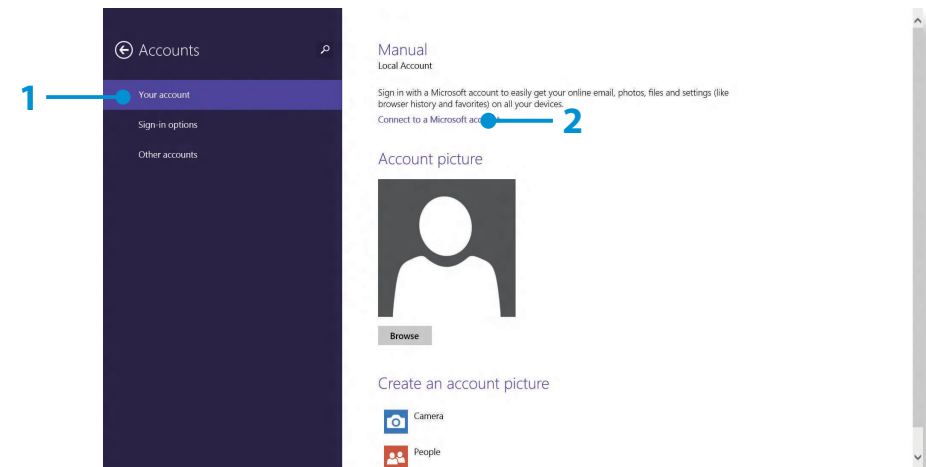 Accounts
1
Your account
Sign-in options
Other accounts
Manual
Local Account
Sign in with a Microsoft account to easily get your online email, photos, files and settings (like
browser history and favorites) on all your devices.
Connect to a Microsoft
2
Account picture
Browse
Create an account picture
Camera
People